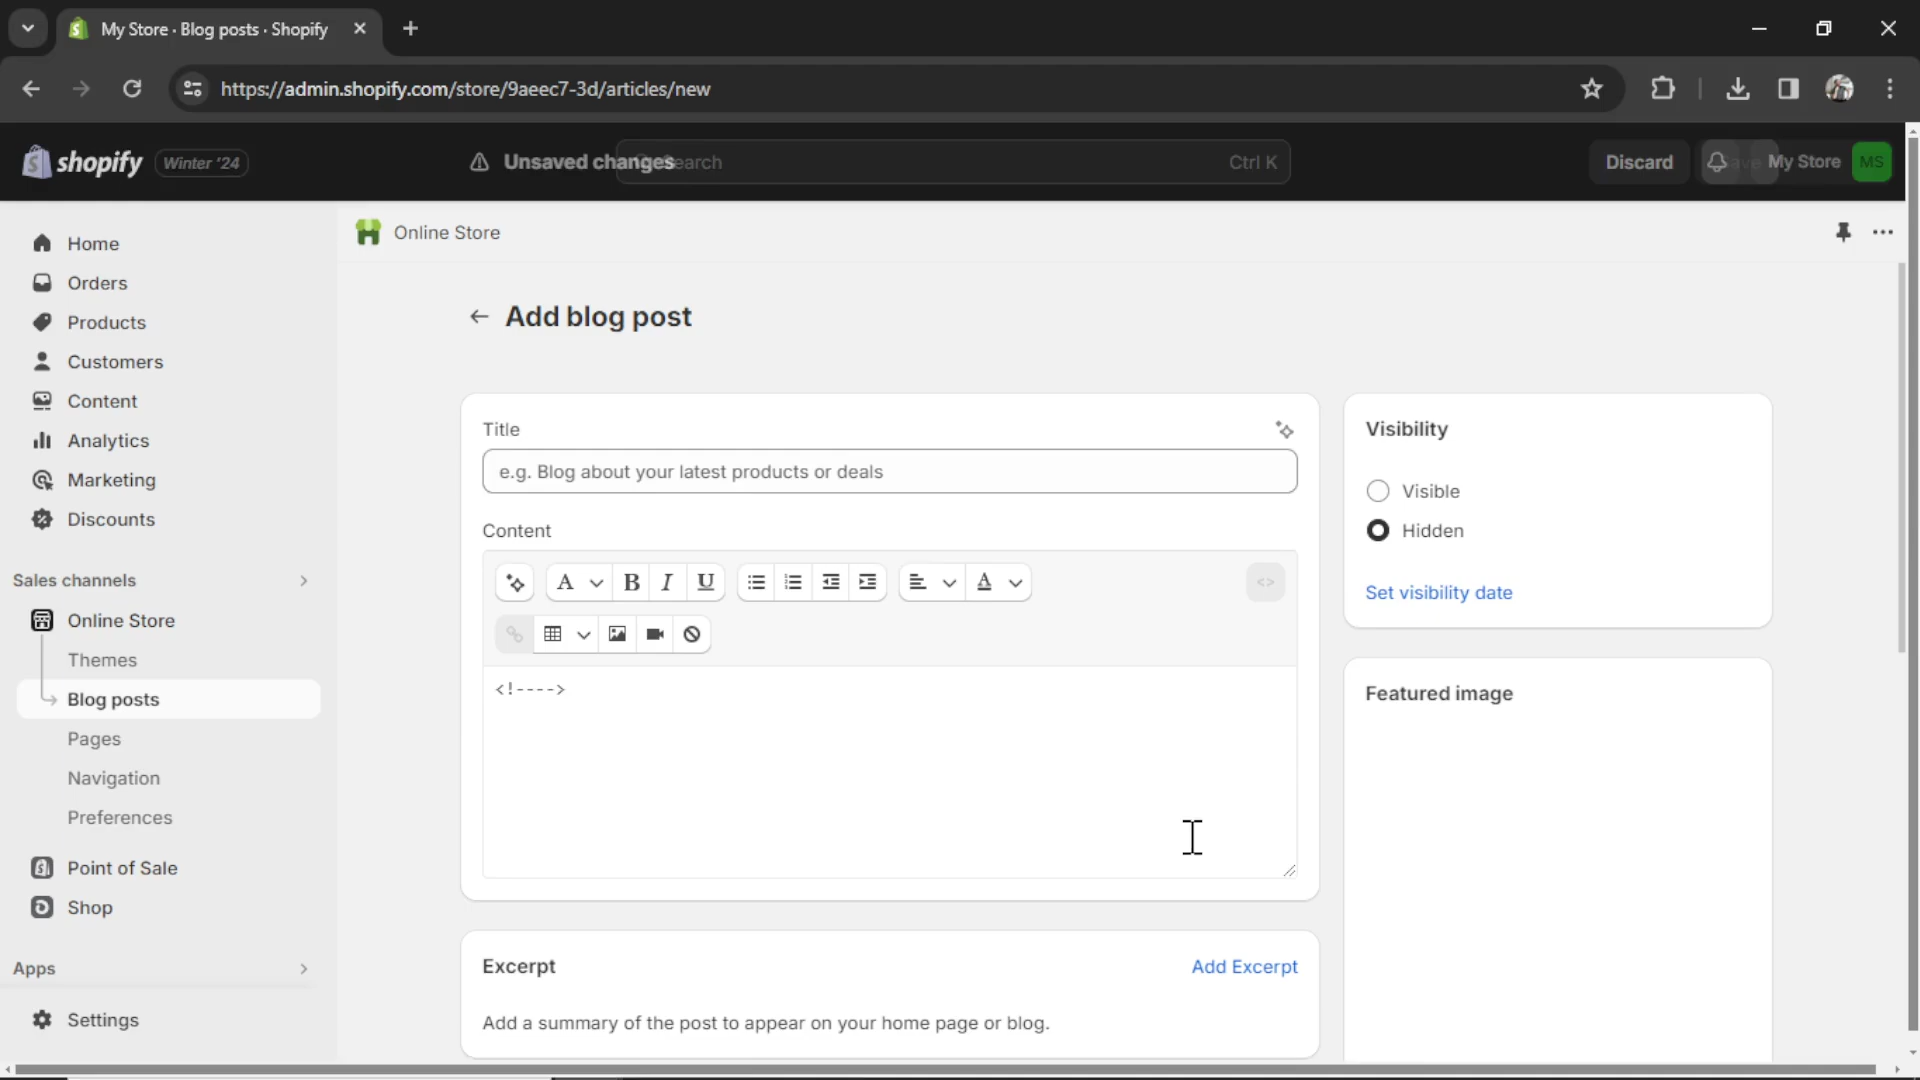 My Store · Blog posts · Shopify
https://admin.shopify.com/store/9aeec7-3d/articles/new
shopify Winter '24
Unsaved changes Search Ctrl K
Discard My Store MS
Home
Orders
Products
Customers
Content
Analytics
Marketing
Discounts
Sales channels
Online Store
Themes
Blog posts
Pages
Navigation
Preferences
Point of Sale
Shop
Apps
Settings
Online Store
Add blog post
Title
e.g. Blog about your latest products or deals
Content
A B I U A <>
<!---->
Excerpt
Add Excerpt
Add a summary of the post to appear on your home page or blog.
Visibility
Visible
Hidden
Set visibility date
Featured image